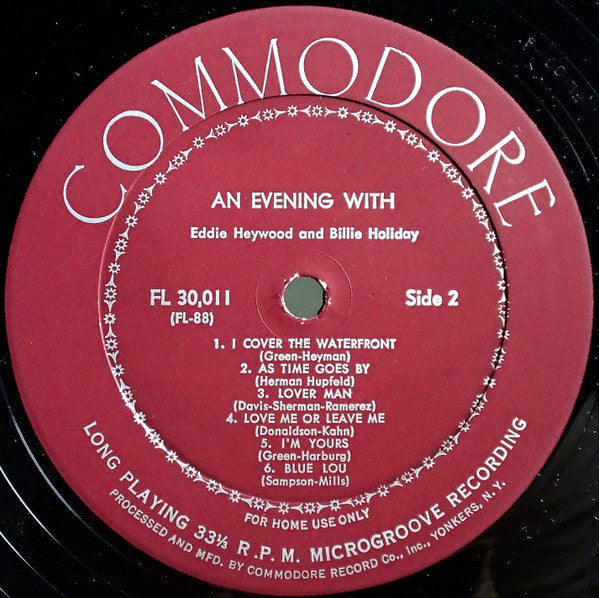 COMMODORE
AN EVENING WITH
Eddie Heywood and Billie Holiday
FL 30,011
(FL-88)
Side 2
1. I COVER THE WATERFRONT
(Green-Heyman)
2. AS TIME GOES BY
(Herman Hupfeld)
3. LOVER MAN
(Davis-Sherman-Ramerez)
4. LOVE ME OR LEAVE ME
(Donaldson-Kahn)
5. I'M YOURS
(Green-Harburg)
6. BLUE LOU
(Sampson-Mills)
FOR HOME USE ONLY
LONG PLAYING 33⅓ R.P.M. MICROGROOVE RECORDING
PROCESSED AND MFD. BY COMMODORE RECORD Co., Inc., YONKERS, N.Y.